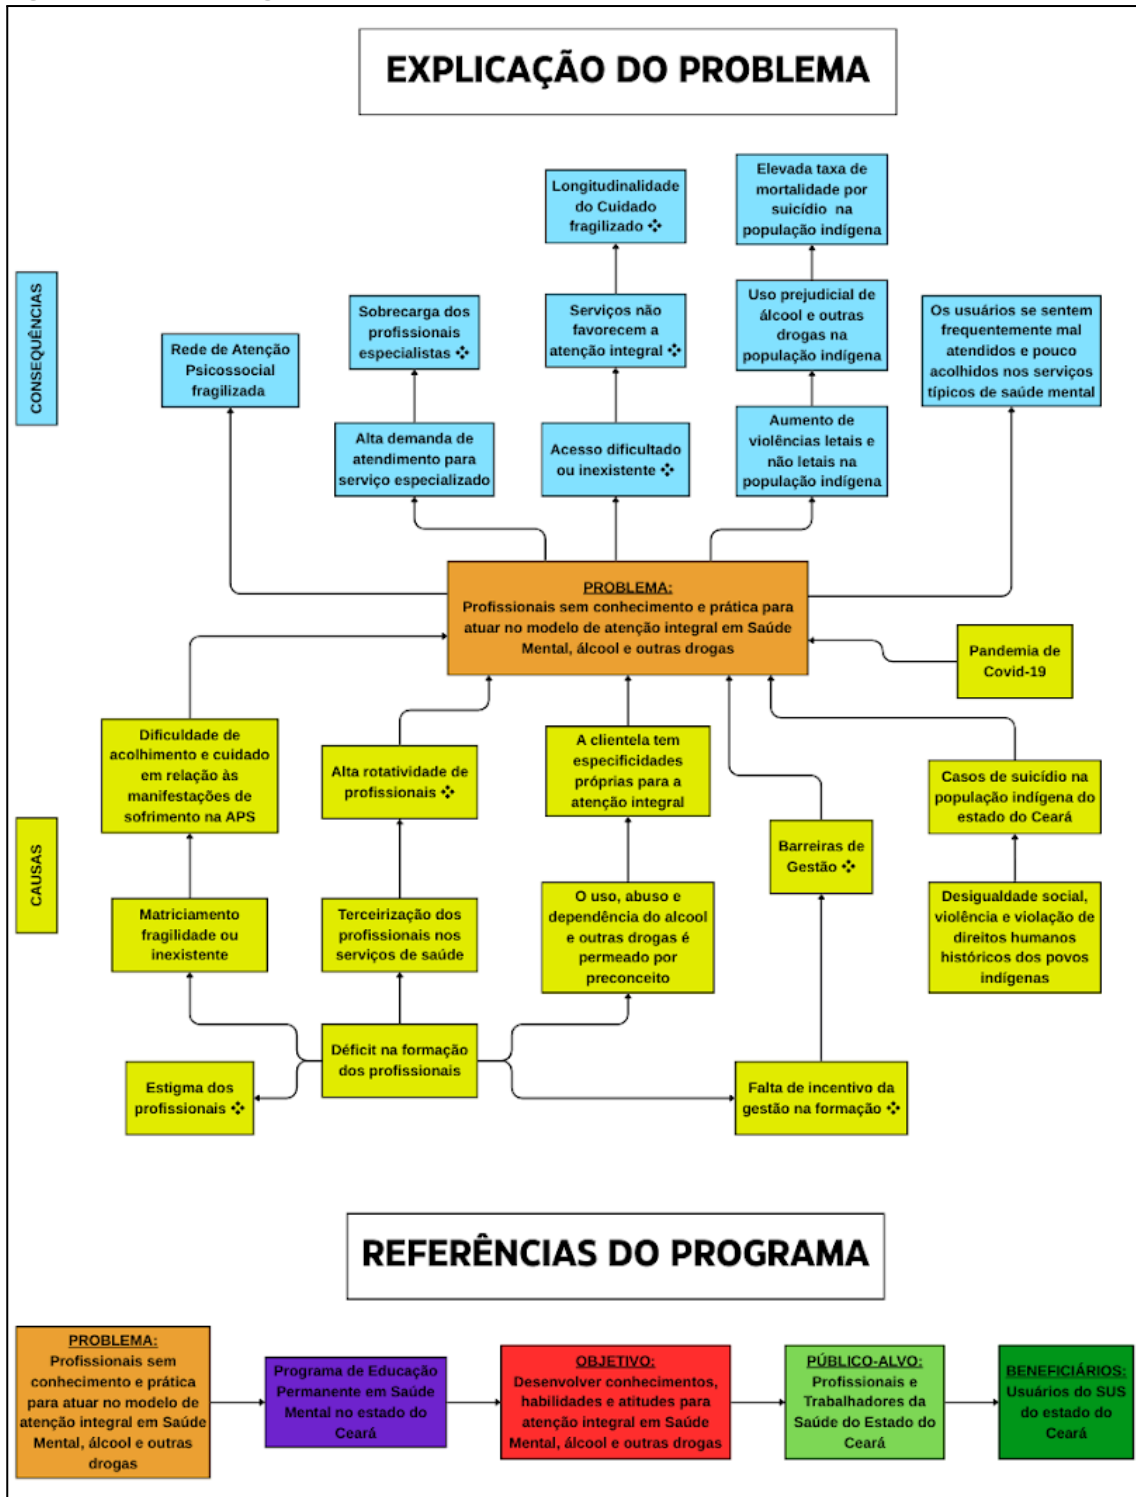 EXPLICAÇÃO DO PROBLEMA
CONSEQUÊNCIAS
Rede de Atenção
Psicossocial
fragilizada
Sobrecarga dos
profissionais
especialistas ❖
Alta demanda de
atendimento para
serviço especializado
Longitudinalidade
do Cuidado
fragilizado ❖
Serviços não
favorecem a
atenção integral ❖
Acesso dificultado
ou inexistente ❖
Elevada taxa de
mortalidade por
suicídio na
população indígena
Uso prejudicial de
álcool e outras
drogas na
população indígena
Aumento de
violências letais e
não letais na
população indígena
Os usuários se sentem
frequentemente mal
atendidos e pouco
acolhidos nos serviços
típicos de saúde mental
PROBLEMA:
Profissionais sem conhecimento e prática para
atuar no modelo de atenção integral em Saúde
Mental, álcool e outras drogas
Pandemia de
Covid-19
CAUSAS
Dificuldade de
acolhimento e cuidado
em relação às
manifestações de
sofrimento na APS
Matriciamento
fragilidade ou
inexistente
Estigma dos
profissionais ❖
Alta rotatividade de
profissionais ❖
Terceirização dos
profissionais nos
serviços de saúde
Déficit na formação
dos profissionais
A clientela tem
especificidades
próprias para a
atenção integral
O uso, abuso e
dependência do alcool
e outras drogas é
permeado por
preconceito
Barreiras de
Gestão ❖
Falta de incentivo da
gestão na formação ❖
Casos de suicídio na
população indígena do
estado do Ceará
Desigualdade social,
violência e violação de
direitos humanos
históricos dos povos
indígenas
REFERÊNCIAS DO PROGRAMA
PROBLEMA:
Profissionais sem
conhecimento e prática
para atuar no modelo de
atenção integral em Saúde
Mental, álcool e outras
drogas
Programa de Educação
Permanente em Saúde
Mental no estado do
Ceará
OBJETIVO:
Desenvolver conhecimentos,
habilidades e atitudes para
atenção integral em Saúde
Mental, álcool e outras drogas
PÚBLICO-ALVO:
Profissionais e
Trabalhadores da
Saúde do Estado do
Ceará
BENEFICIÁRIOS:
Usuários do SUS
do estado do
Ceará